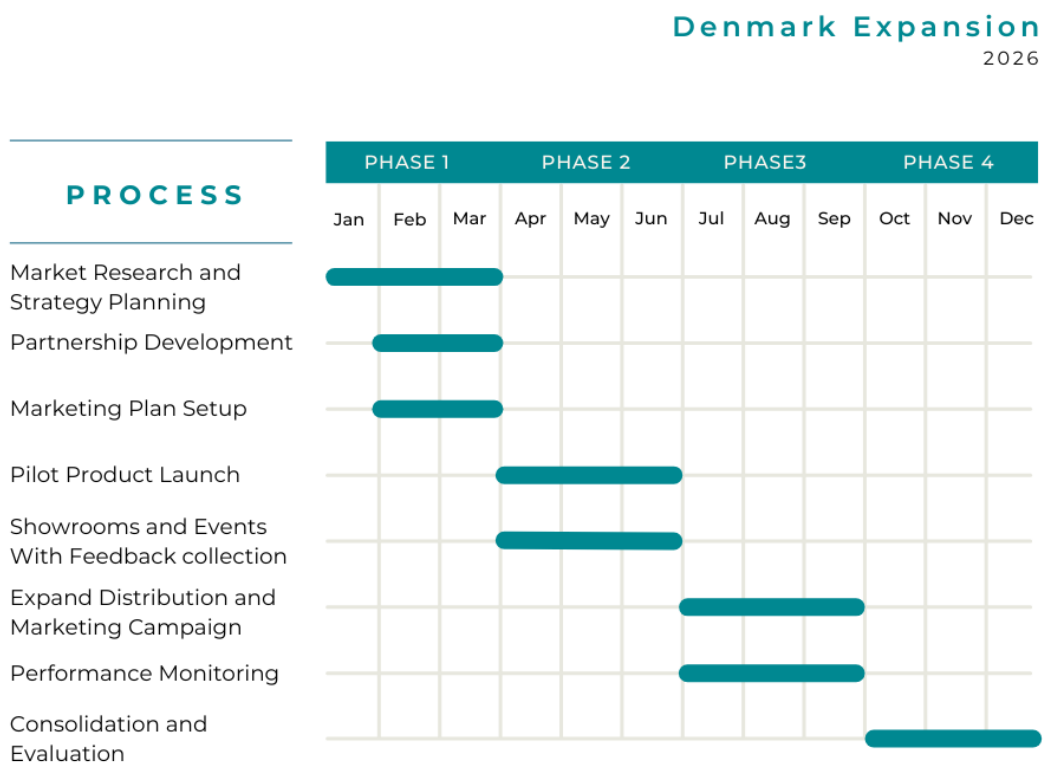 Denmark Expansion
2026
PROCESS
PHASE 1 PHASE 2 PHASE3 PHASE 4
Jan Feb Mar Apr May Jun Jul Aug Sep Oct Nov Dec
Market Research and
Strategy Planning
Partnership Development
Marketing Plan Setup
Pilot Product Launch
Showrooms and Events
With Feedback collection
Expand Distribution and
Marketing Campaign
Performance Monitoring
Consolidation and
Evaluation